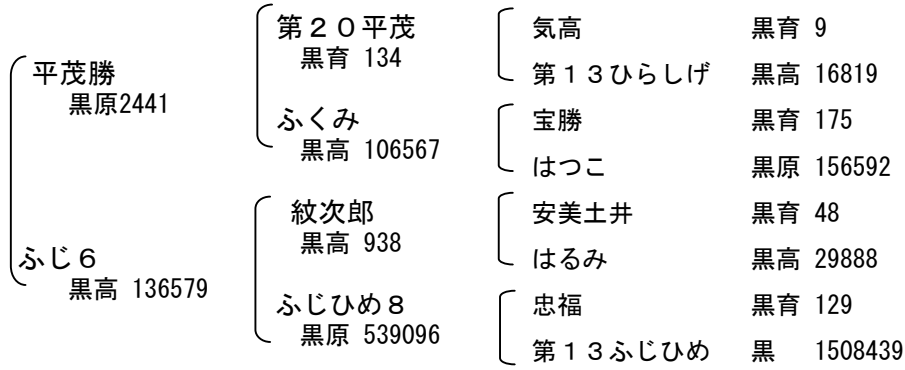 平茂勝
黒原2441
ふじ６
黒高 136579
第２０平茂
黒育 134
ふくみ
黒高 106567
紋次郎
黒高 938
ふじひめ８
黒原 539096
気高 黒育 9
第１３ひらしげ 黒高 16819
宝勝 黒育 175
はつこ 黒原 156592
安美土井 黒育 48
はるみ 黒高 29888
忠福 黒育 129
第１３ふじひめ 黒 1508439